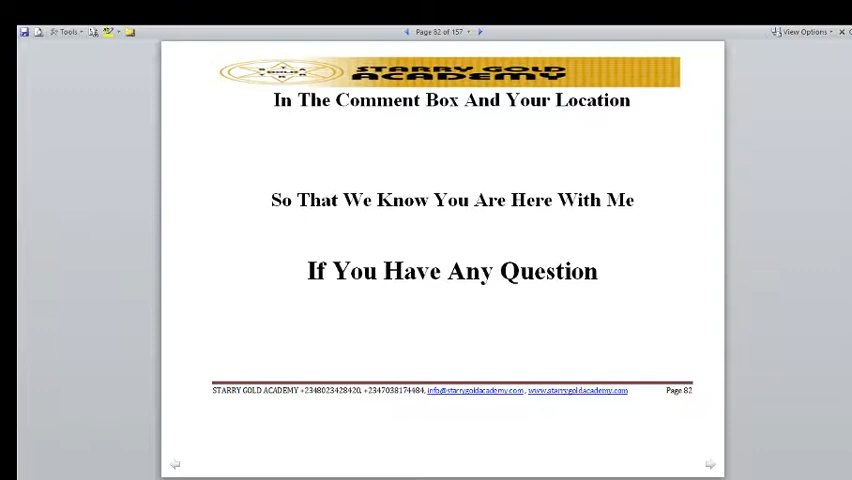 Tools
Page 82 of 157
View Options
STARRY GOLD
ACADEMY
In The Comment Box And Your Location
So That We Know You Are Here With Me
If You Have Any Question
STARRY GOLD ACADEMY +2348023428420, +2347038174484, info@starrygoldacademy.com, www.starrygoldacademy.com Page 82